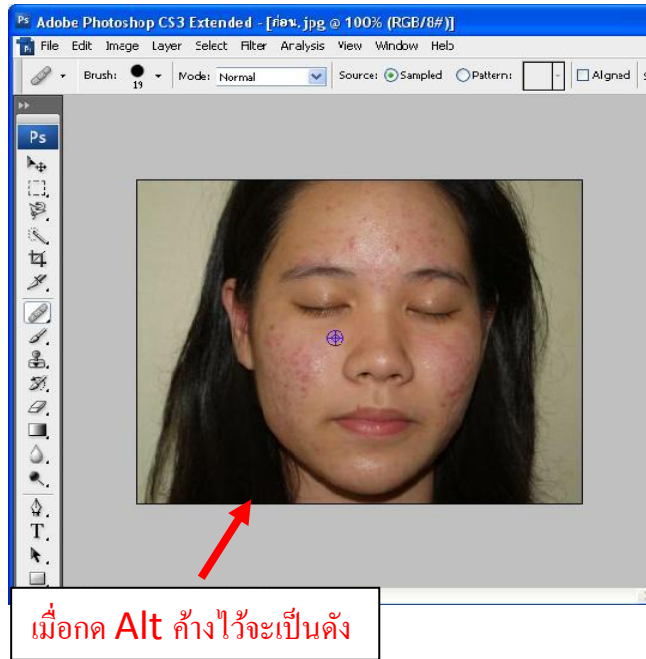 Ps Adobe Photoshop CS3 Extended - [ก่อน.jpg @ 100% (RGB/8#)]
File Edit Image Layer Select Filter Analysis View Window Help
Brush: 19 Mode: Normal Source: Sampled Pattern: Aligned
Ps
T
เมื่อกด Alt ค้างไว้จะเป็นดัง